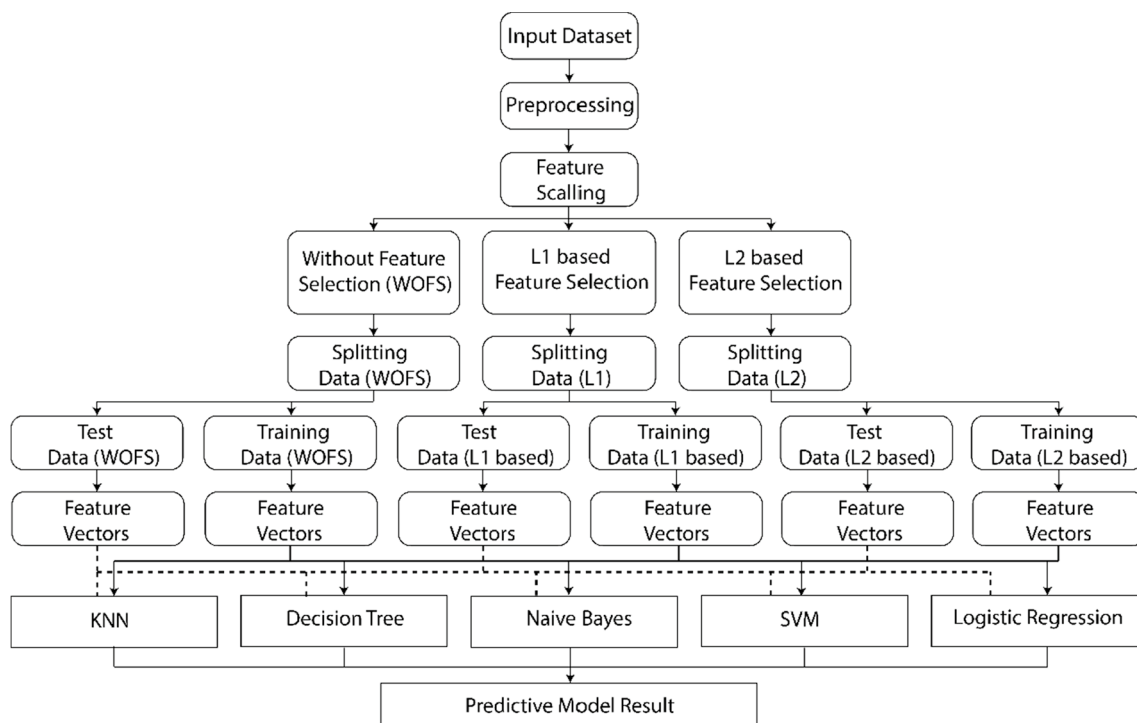 Input Dataset
Preprocessing
Feature
Scalling
Without Feature
Selection (WOFS)
L1 based
Feature Selection
L2 based
Feature Selection
Splitting
Data (WOFS)
Splitting
Data (L1)
Splitting
Data (L2)
Test
Data (WOFS)
Training
Data (WOFS)
Test
Data (L1 based)
Training
Data (L1 based)
Test
Data (L2 based)
Training
Data (L2 based)
Feature
Vectors
Feature
Vectors
Feature
Vectors
Feature
Vectors
Feature
Vectors
Feature
Vectors
KNN
Decision Tree
Naive Bayes
SVM
Logistic Regression
Predictive Model Result